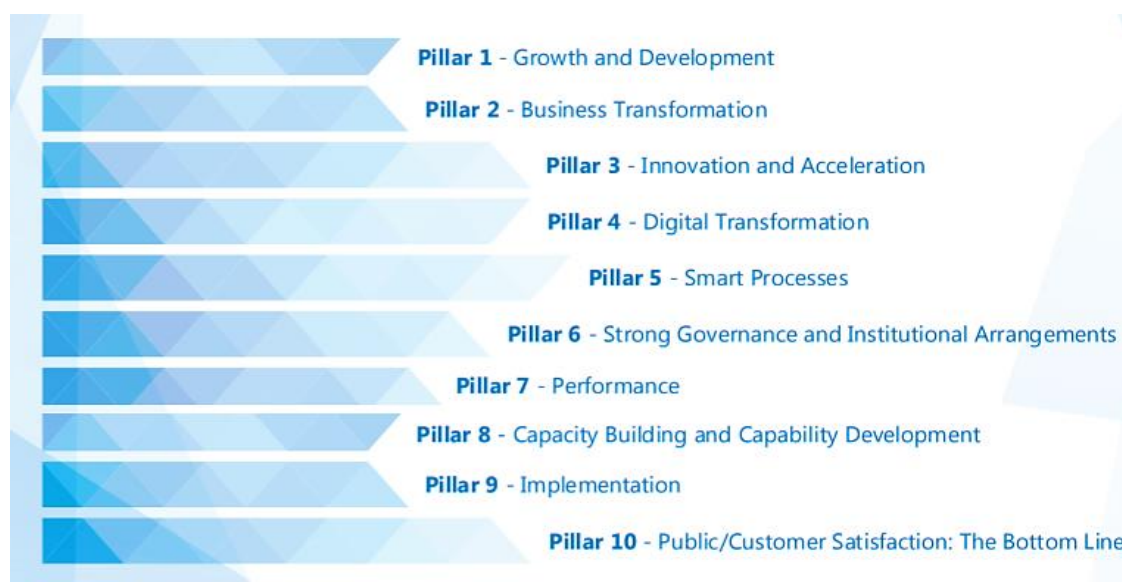 Pillar 1 - Growth and Development
Pillar 2 - Business Transformation
Pillar 3 - Innovation and Acceleration
Pillar 4 - Digital Transformation
Pillar 5 - Smart Processes
Pillar 6 - Strong Governance and Institutional Arrangements
Pillar 7 - Performance
Pillar 8 - Capacity Building and Capability Development
Pillar 9 - Implementation
Pillar 10 - Public/Customer Satisfaction: The Bottom Line